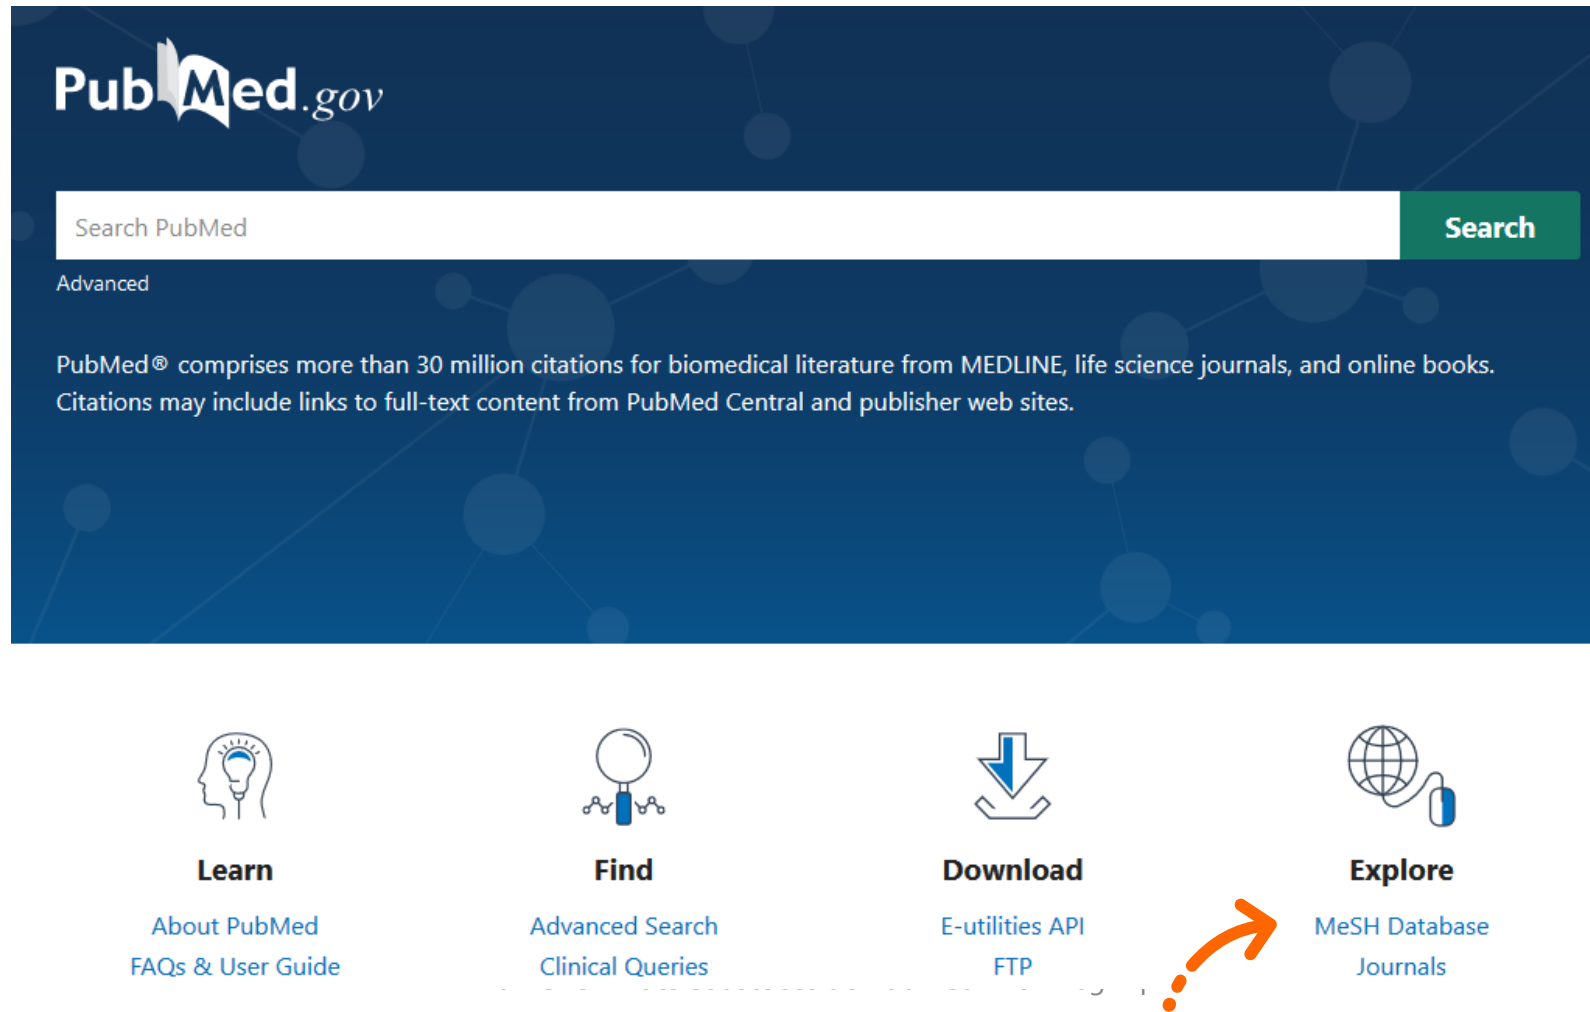 PubMed.gov
Search PubMed
Search
Advanced
PubMed® comprises more than 30 million citations for biomedical literature from MEDLINE, life science journals, and online books.
Citations may include links to full-text content from PubMed Central and publisher web sites.
Learn
Find
Download
Explore
About PubMed
Advanced Search
E-utilities API
MeSH Database
FAQs & User Guide
Clinical Queries
FTP
Journals